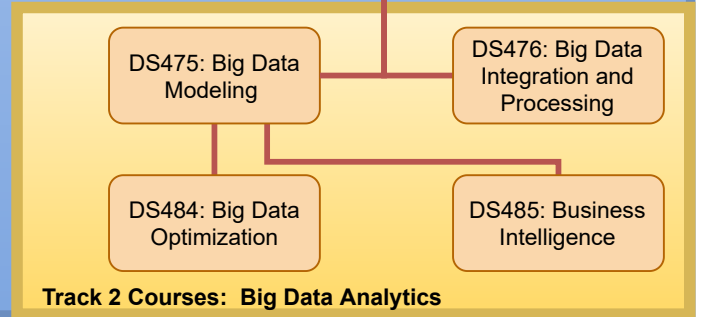 DS475: Big Data
Modeling
DS476: Big Data
Integration and
Processing
DS484: Big Data
Optimization
DS485: Business
Intelligence
Track 2 Courses:  Big Data Analytics